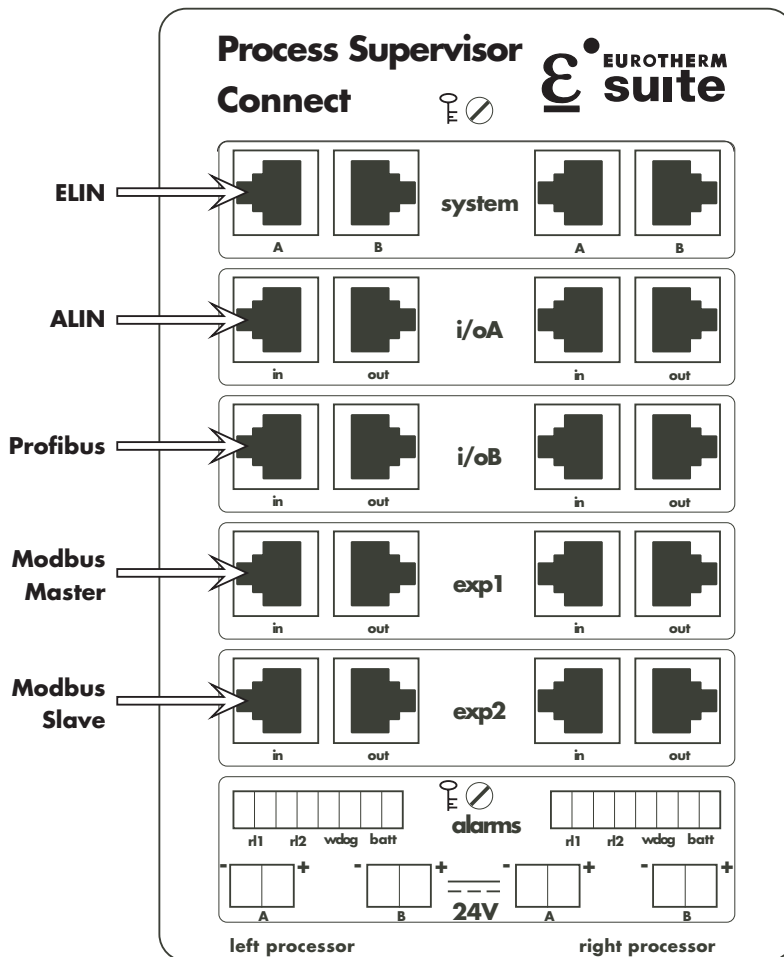 Process Supervisor
Connect
ε EUROTHERM
suite
ELIN
system
A B A B
ALIN
i/oA
in out in out
Profibus
i/oB
in out in out
Modbus
Master
exp1
in out in out
Modbus
Slave
exp2
in out in out
alarms
rl1 rl2 wdog batt rl1 rl2 wdog batt
- + - + - + - +
24V
A B A B
left processor right processor